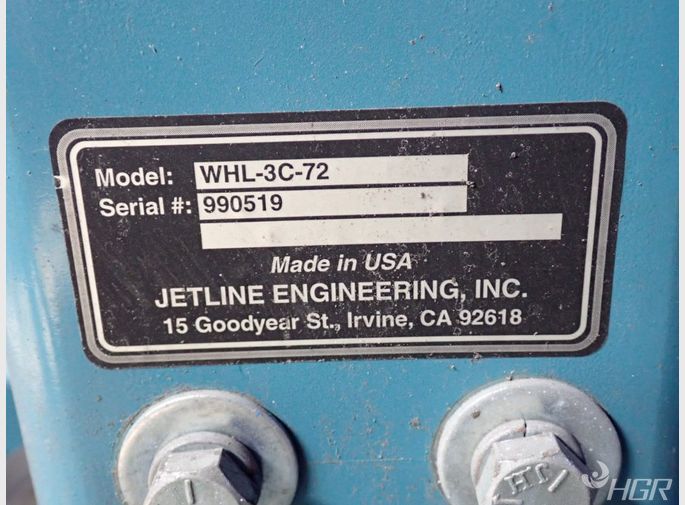 Model: WHL-3C-72
Serial #: 990519
Made in USA
JETLINE ENGINEERING, INC.
15 Goodyear St., Irvine, CA 92618
HGR